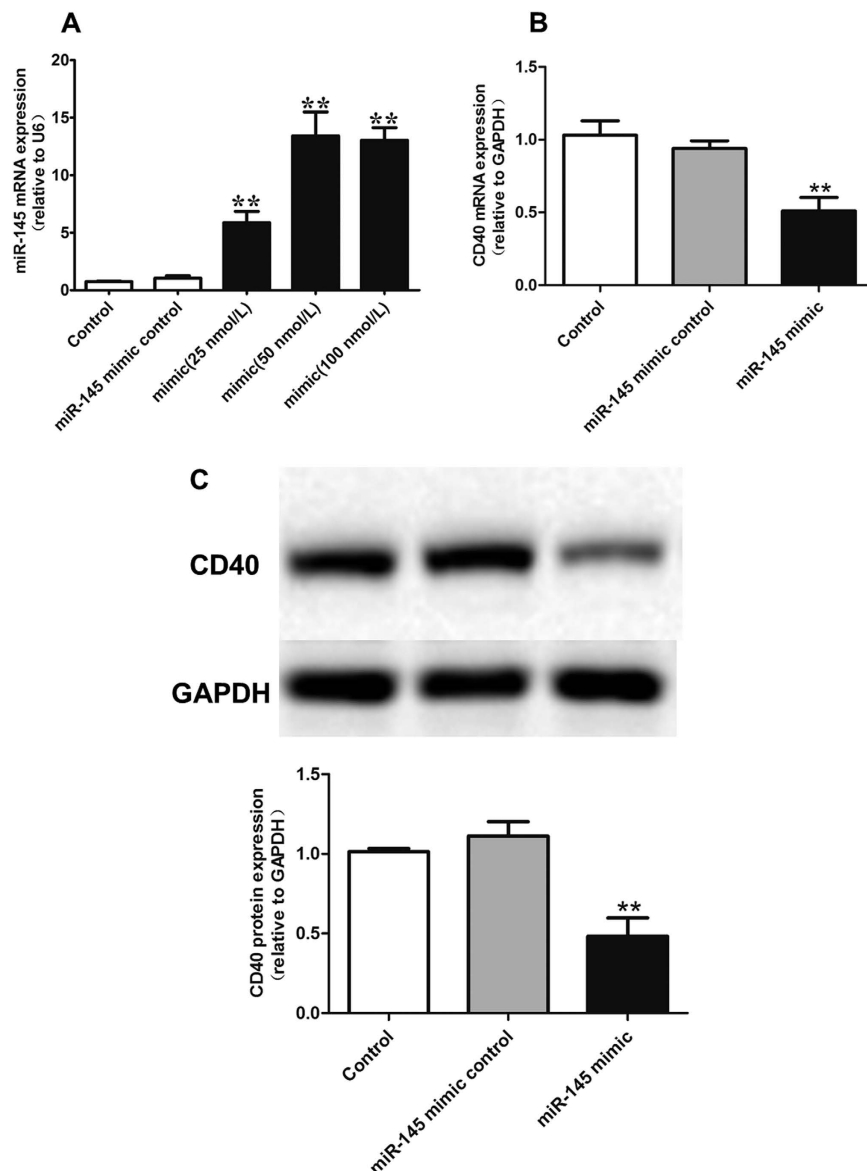 A
miR-145 mRNA expression
(relative to U6)
20
15
10
5
0
**
**
**
Control
miR-145 mimic control
mimic(25 nmol/L)
mimic(50 nmol/L)
mimic(100 nmol/L)
B
CD40 mRNA expression
(relative to GAPDH)
1.5
1.0
0.5
0.0
**
Control
miR-145 mimic control
miR-145 mimic
C
CD40
GAPDH
CD40 protein expression
(relative to GAPDH)
1.5
1.0
0.5
0.0
**
Control
miR-145 mimic control
miR-145 mimic